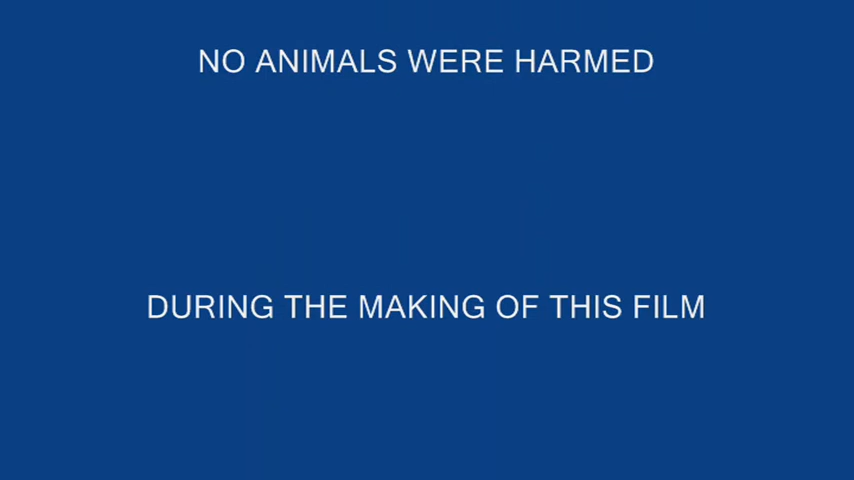 NO ANIMALS WERE HARMED
DURING THE MAKING OF THIS FILM